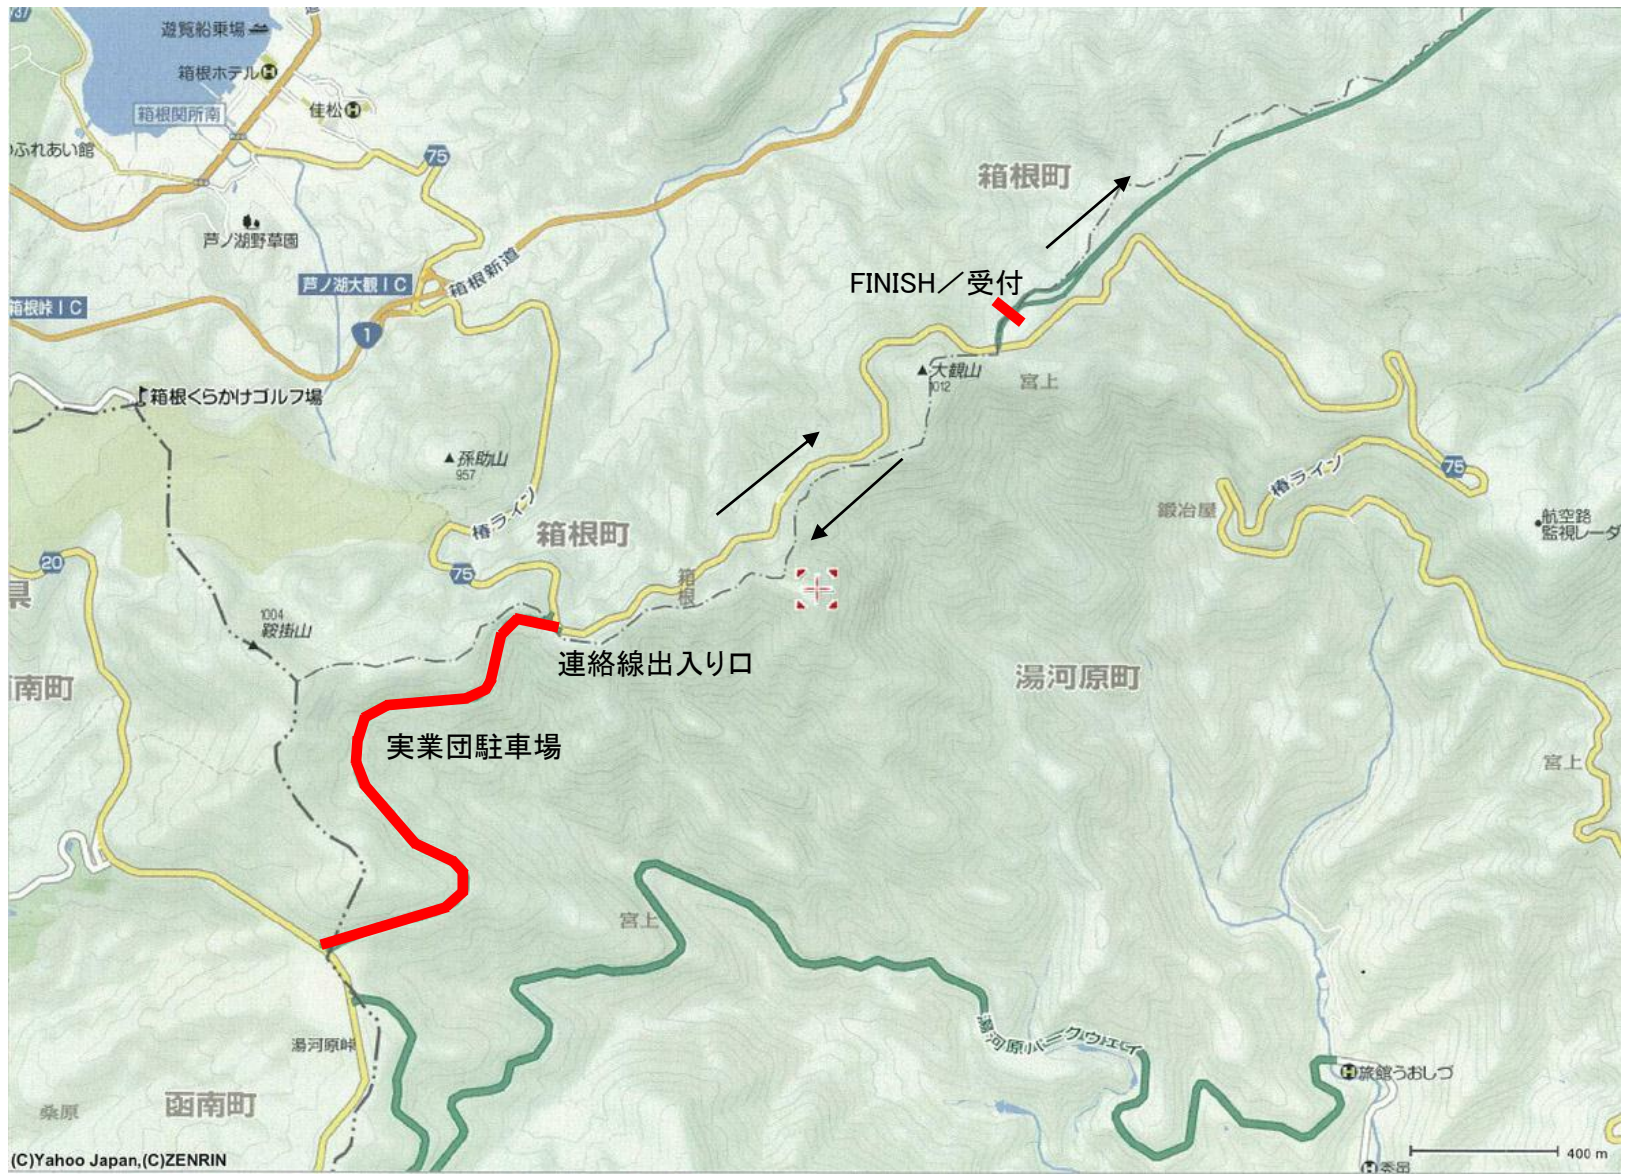 遊覧船乗場
箱根ホテル
箱根関所南
佳松
ふれあい館
75
芦ノ湖野草園
箱根町
箱根新道
芦ノ湖大観IC
箱根峠IC
FINISH／受付
1
大観山
1012
宮上
箱根くらかけゴルフ場
孫助山
957
75
椿ライン
椿ライン
箱根町
鍛冶屋
航空路
監視レーダ
20
75
箱根
県
1004
鞍掛山
連絡線出入り口
湯河原町
南町
実業団駐車場
宮上
宮上
湯河原パークウェイ
湯河原峠
旅館うおしづ
函南町
桑原
(C)Yahoo Japan,(C)ZENRIN
400 m